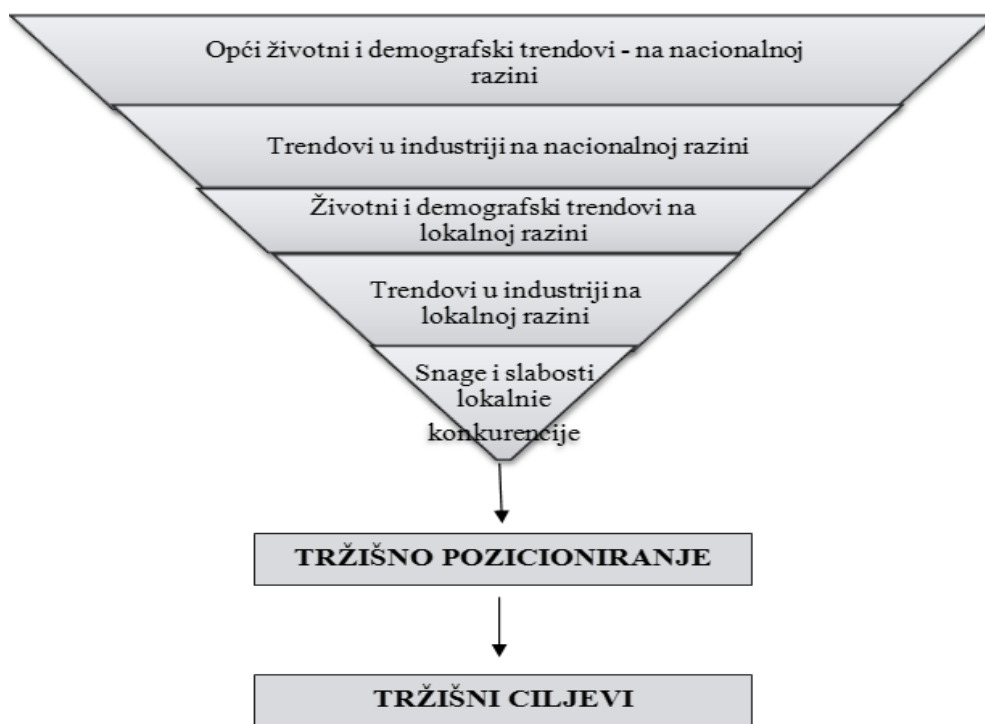 Opći životni i demografski trendovi - na nacionalnoj
razini
Trendovi u industriji na nacionalnoj razini
Životni i demografski trendovi na
lokalnoj razini
Trendovi u industriji na
lokalnoj razini
Snage i slabosti
lokalnie
konkurencije
TRŽIŠNO POZICIONIRANJE
TRŽIŠNI CILJEVI